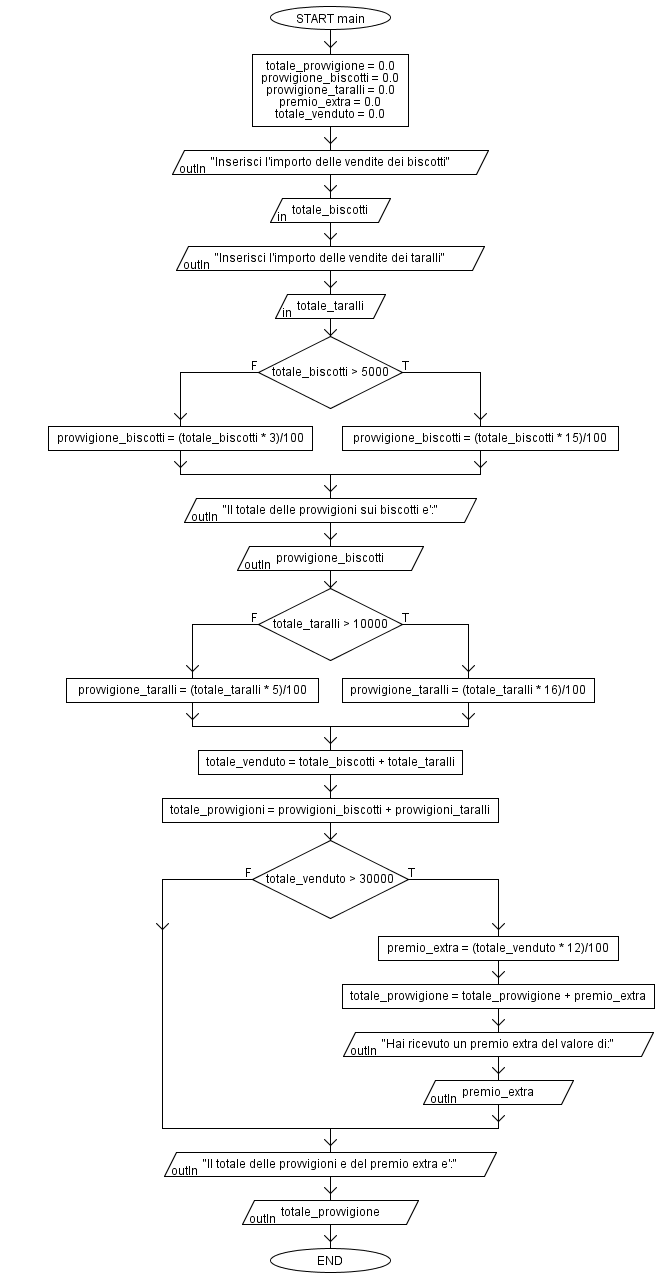 START main
totale_provvigione = 0.0
provvigione_biscotti = 0.0
provvigione_taralli = 0.0
premio_extra = 0.0
totale_venduto = 0.0
"Inserisci l'importo delle vendite dei biscotti"
outln
totale_biscotti
in
"Inserisci l'importo delle vendite dei taralli"
outln
totale_taralli
in
F
T
totale_biscotti > 5000
provvigione_biscotti = (totale_biscotti * 3)/100
provvigione_biscotti = (totale_biscotti * 15)/100
"Il totale delle provvigioni sui biscotti e':"
outln
provvigione_biscotti
outln
F
T
totale_taralli > 10000
provvigione_taralli = (totale_taralli * 5)/100
provvigione_taralli = (totale_taralli * 16)/100
totale_venduto = totale_biscotti + totale_taralli
totale_provvigioni = provvigioni_biscotti + provvigioni_taralli
F
T
totale_venduto > 30000
premio_extra = (totale_venduto * 12)/100
totale_provvigione = totale_provvigione + premio_extra
"Hai ricevuto un premio extra del valore di:"
outln
premio_extra
outln
"Il totale delle provvigioni e del premio extra e':"
outln
totale_provvigione
outln
END